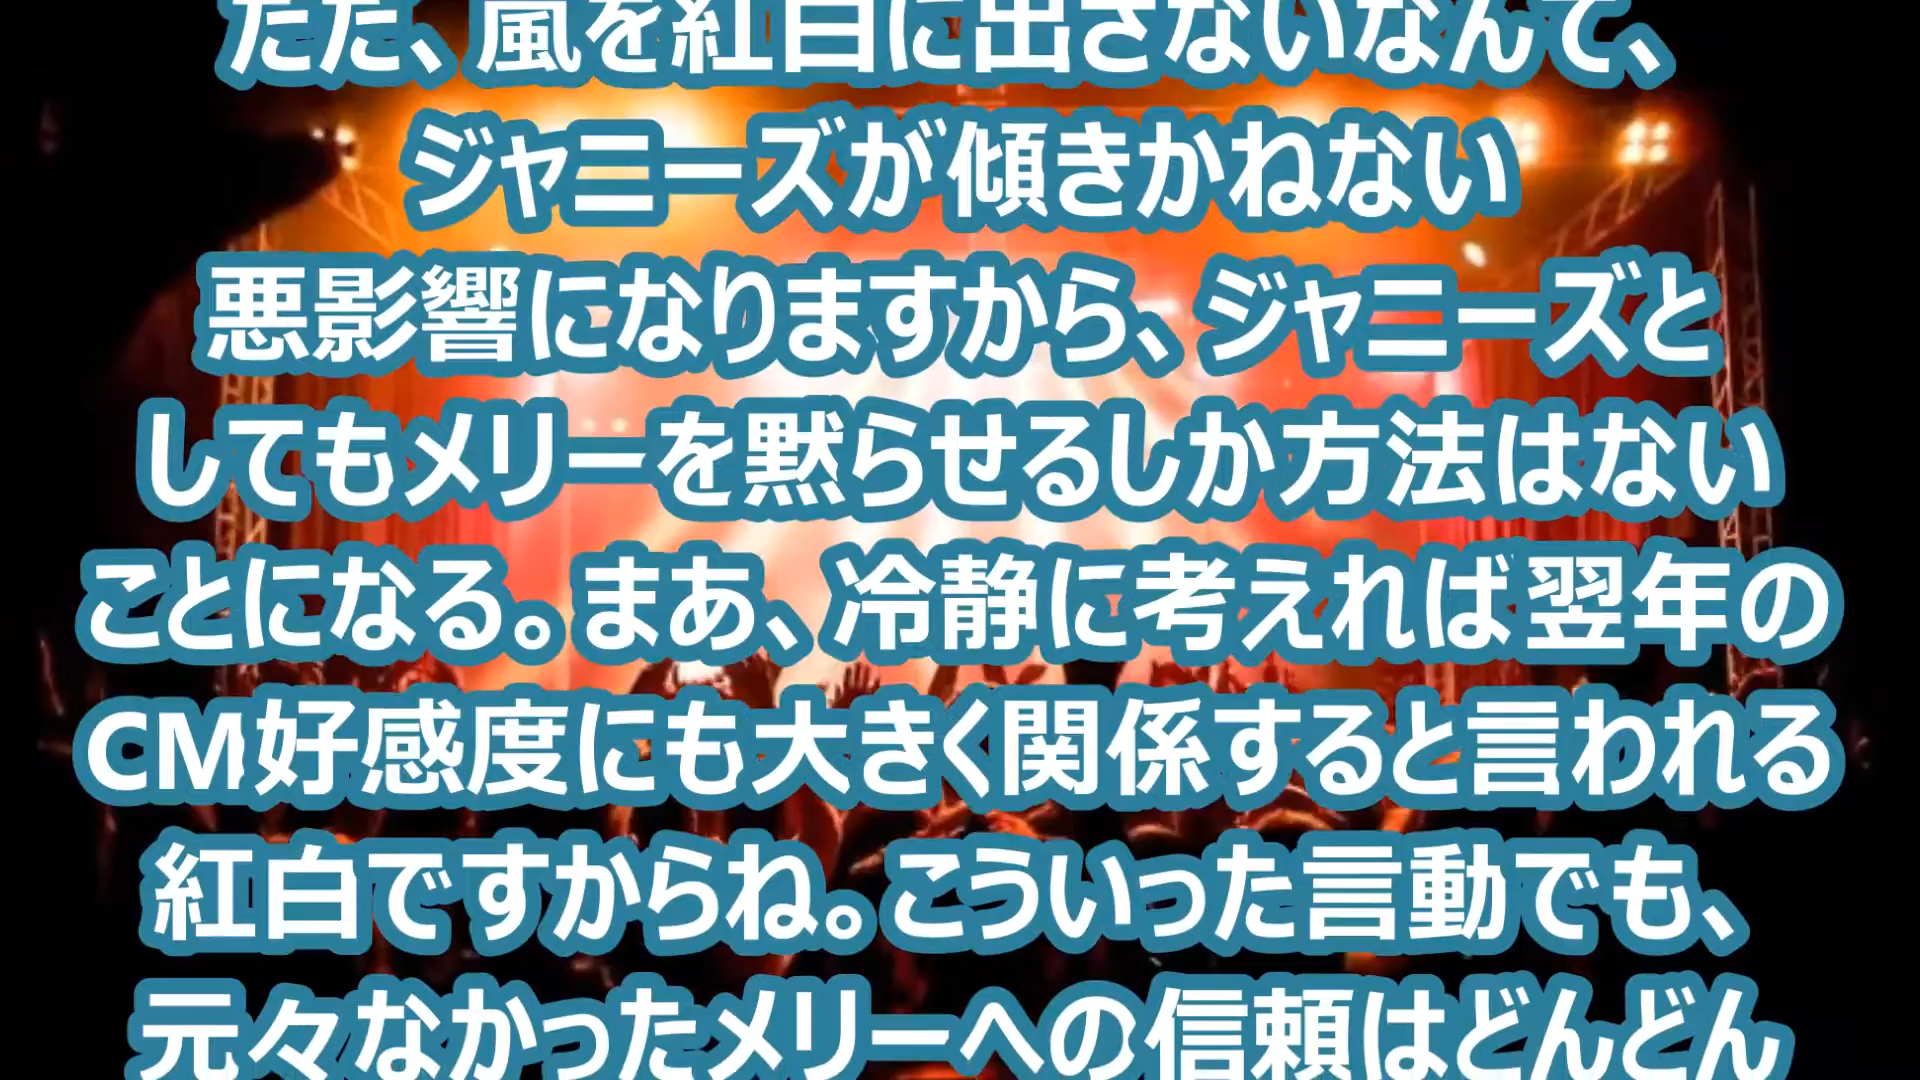 ただ、嵐を紅白に出さないなんて、
ジャニーズが傾きかねない
悪影響になりますから、ジャニーズと
してもメリーを黙らせるしか方法はない
ことになる。まあ、冷静に考えれば翌年の
CM好感度にも大きく関係すると言われる
紅白ですからね。こういった言動でも、
元々なかったメリーへの信頼はどんどん